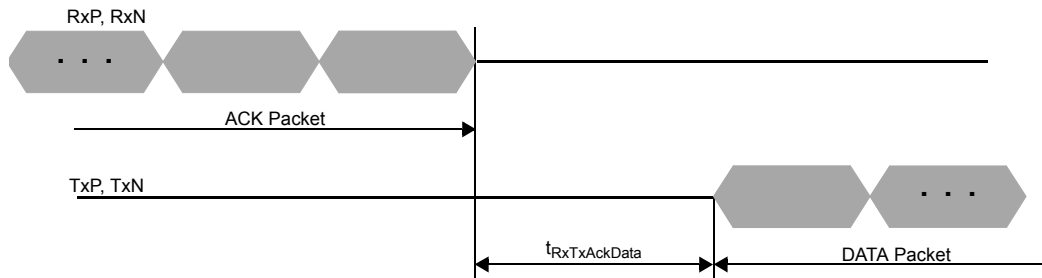 RxP, RxN
. . .
ACK Packet
TxP, TxN
. . .
tRxTxAckData
DATA Packet